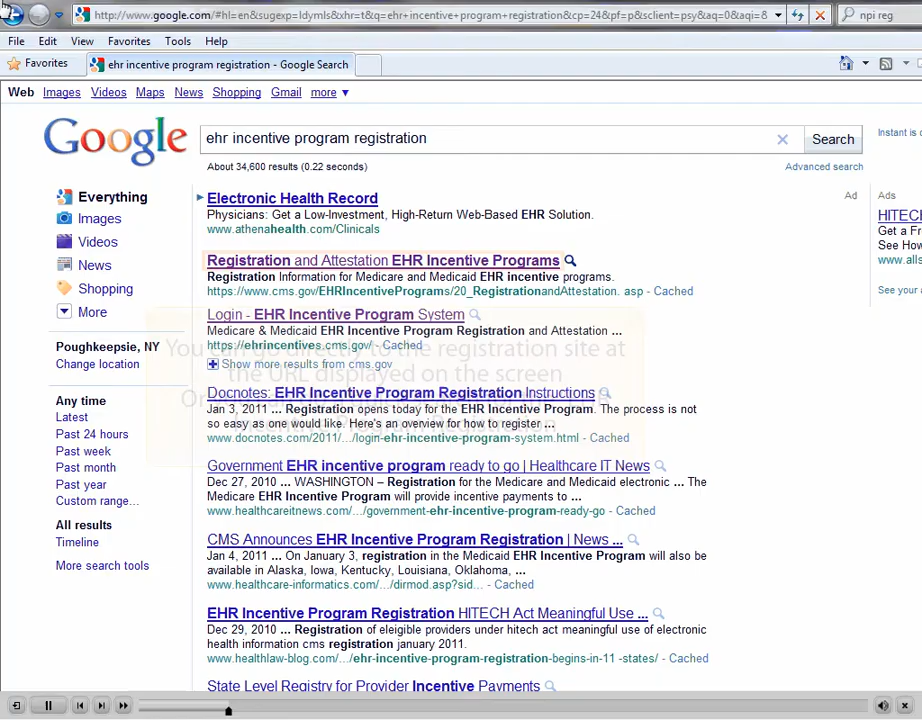 http://www.google.com/#hl=en&sugexp=ldymls&xhr=t&q=ehr+incentive+program+registration&cp=24&pf=p&sclient=psy&aq=0&aqi=8
npi reg
File Edit View Favorites Tools Help
Favorites
ehr incentive program registration - Google Search
Web Images Videos Maps News Shopping Gmail more ▼
Google
ehr incentive program registration
Search
Instant is
About 34,600 results (0.22 seconds)
Advanced search
Everything
Images
Videos
News
Shopping
More
Poughkeepsie, NY
Change location
Any time
Latest
Past 24 hours
Past week
Past month
Past year
Custom range...
All results
Timeline
More search tools
Electronic Health Record
Ad
Physicians: Get a Low-Investment, High-Return Web-Based EHR Solution.
www.athenahealth.com/Clinicals
Registration and Attestation EHR Incentive Programs
Registration Information for Medicare and Medicaid EHR incentive programs.
https://www.cms.gov/EHRIncentivePrograms/20_RegistrationandAttestation. asp - Cached
Login - EHR Incentive Program System
Medicare & Medicaid EHR Incentive Program Registration and Attestation ...
https://ehrincentives.cms.gov/ - Cached
Show more results from cms.gov
You can go directly to the registration site at
the URL displayed on the screen
Docnotes: EHR Incentive Program Registration Instructions
Jan 3, 2011 ... Registration opens today for the EHR Incentive Program. The process is not
so easy as one would like. Here's an overview for how to register ...
www.docnotes.com/2011/.../login-ehr-incentive-program-system.html - Cached
Government EHR incentive program ready to go | Healthcare IT News
Dec 27, 2010 ... WASHINGTON – Registration for the Medicare and Medicaid electronic ... The
Medicare EHR Incentive Program will provide incentive payments to ...
www.healthcareitnews.com/.../government-ehr-incentive-program-ready-go - Cached
CMS Announces EHR Incentive Program Registration | News ...
Jan 4, 2011 ... On January 3, registration in the Medicaid EHR Incentive Program will also be
available in Alaska, Iowa, Kentucky, Louisiana, Oklahoma, ...
www.healthcare-informatics.com/.../dirmod.asp?sid... - Cached
EHR Incentive Program Registration HITECH Act Meaningful Use ...
Dec 29, 2010 ... Registration of eleigible providers under hitech act meaningful use of electronic
health information cms registration january 2011.
www.healthlaw-blog.com/.../ehr-incentive-program-registration-begins-in-11 -states/ - Cached
State Level Registry for Provider Incentive Payments
Ads
HITEC
Get a Fr
See How
www.alls
See your